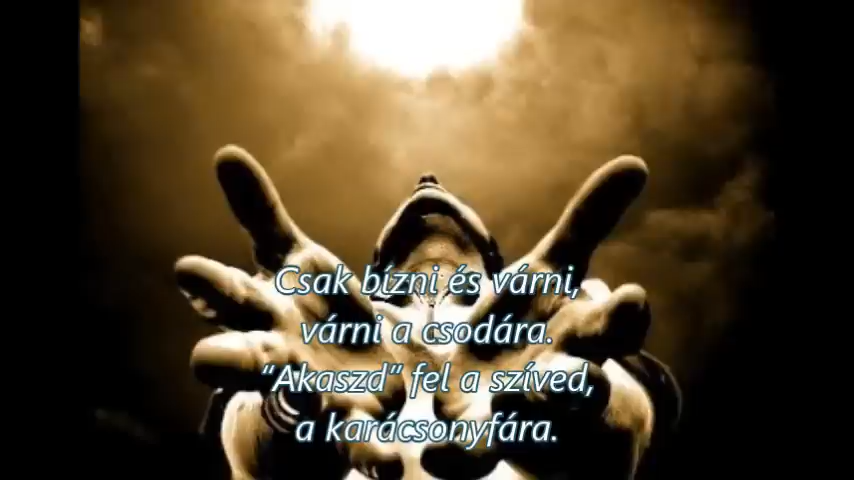 Csak bízni és várni,
várni a csodára.
“Akaszd” fel a szíved,
a karácsonyfára.